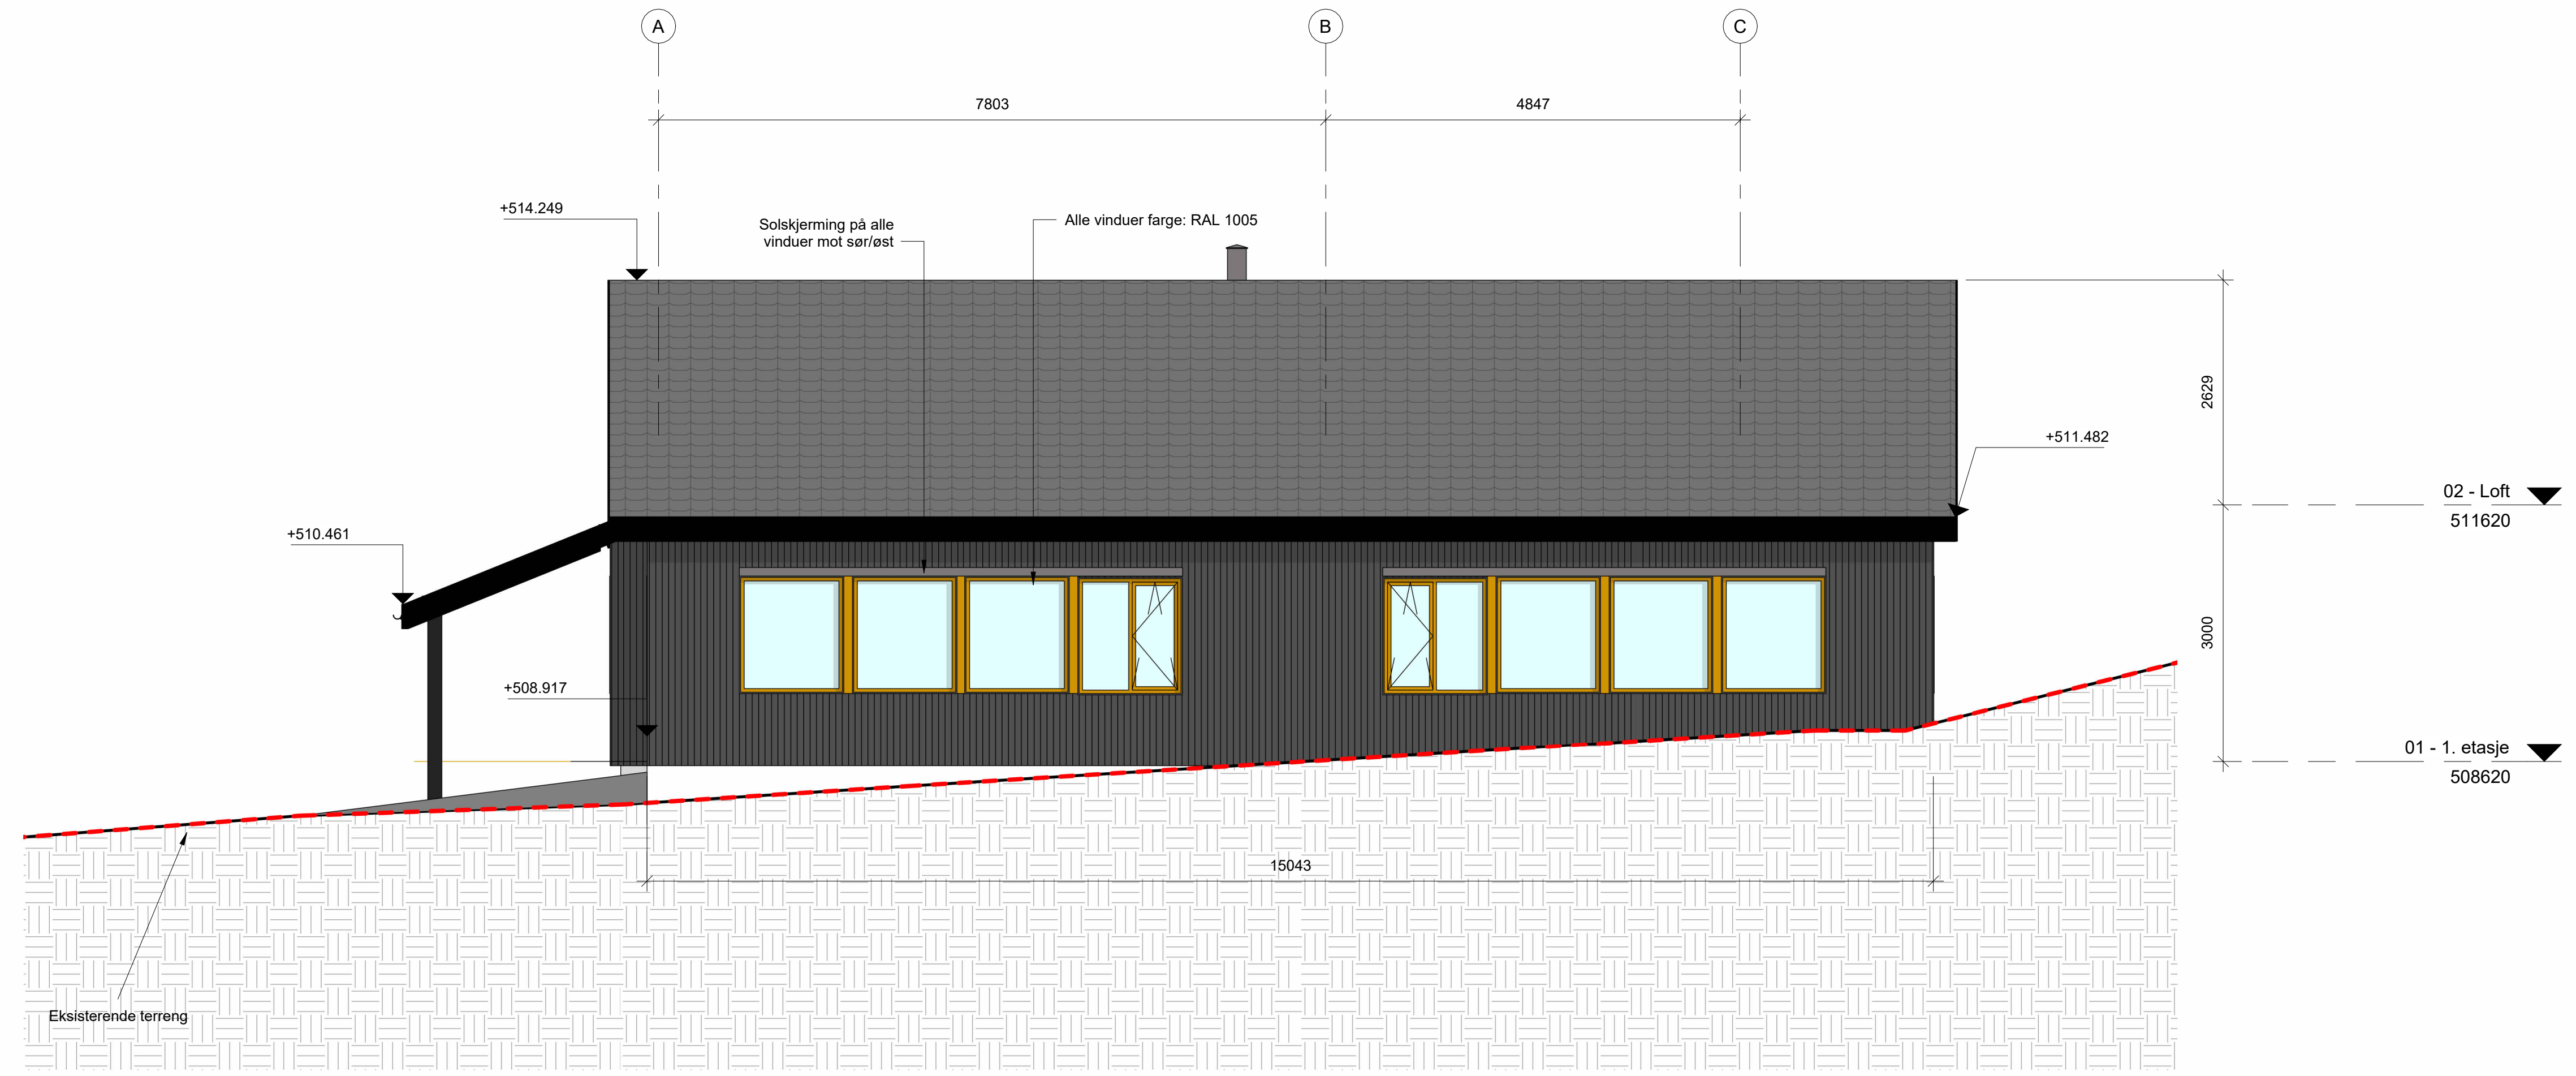 A
B
C
7803
4847
+514.249
Solskjerming på alle
vinduer mot sør/øst
Alle vinduer farge: RAL 1005
2629
+511.482
02 - Loft
511620
+510.461
3000
+508.917
01 - 1. etasje
508620
15043
Eksisterende terreng